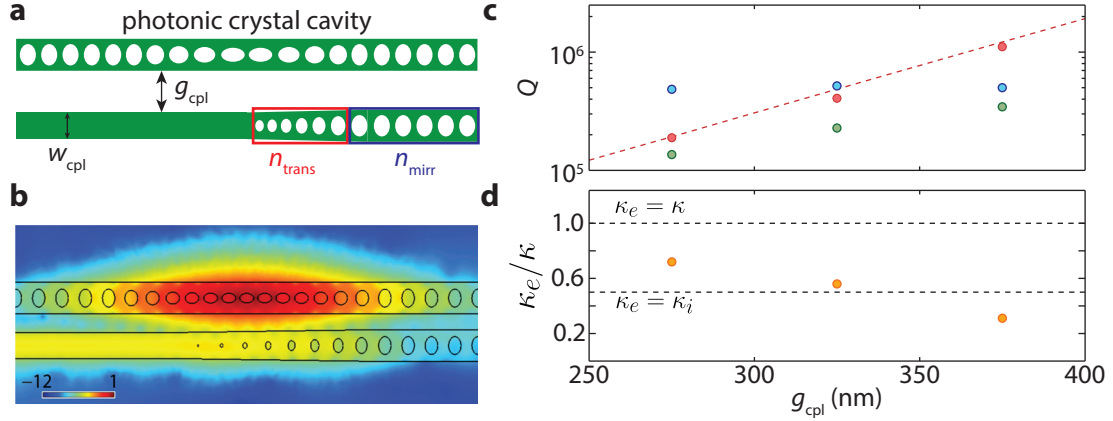 a
photonic crystal cavity
g_cpl
w_cpl
n_trans
n_mirr
b
−12 1
c
Q
10^6
10^5
d
κ_e/κ
1.0
0.6
0.2
κ_e = κ
κ_e = κ_i
250 300 350 400
g_cpl (nm)